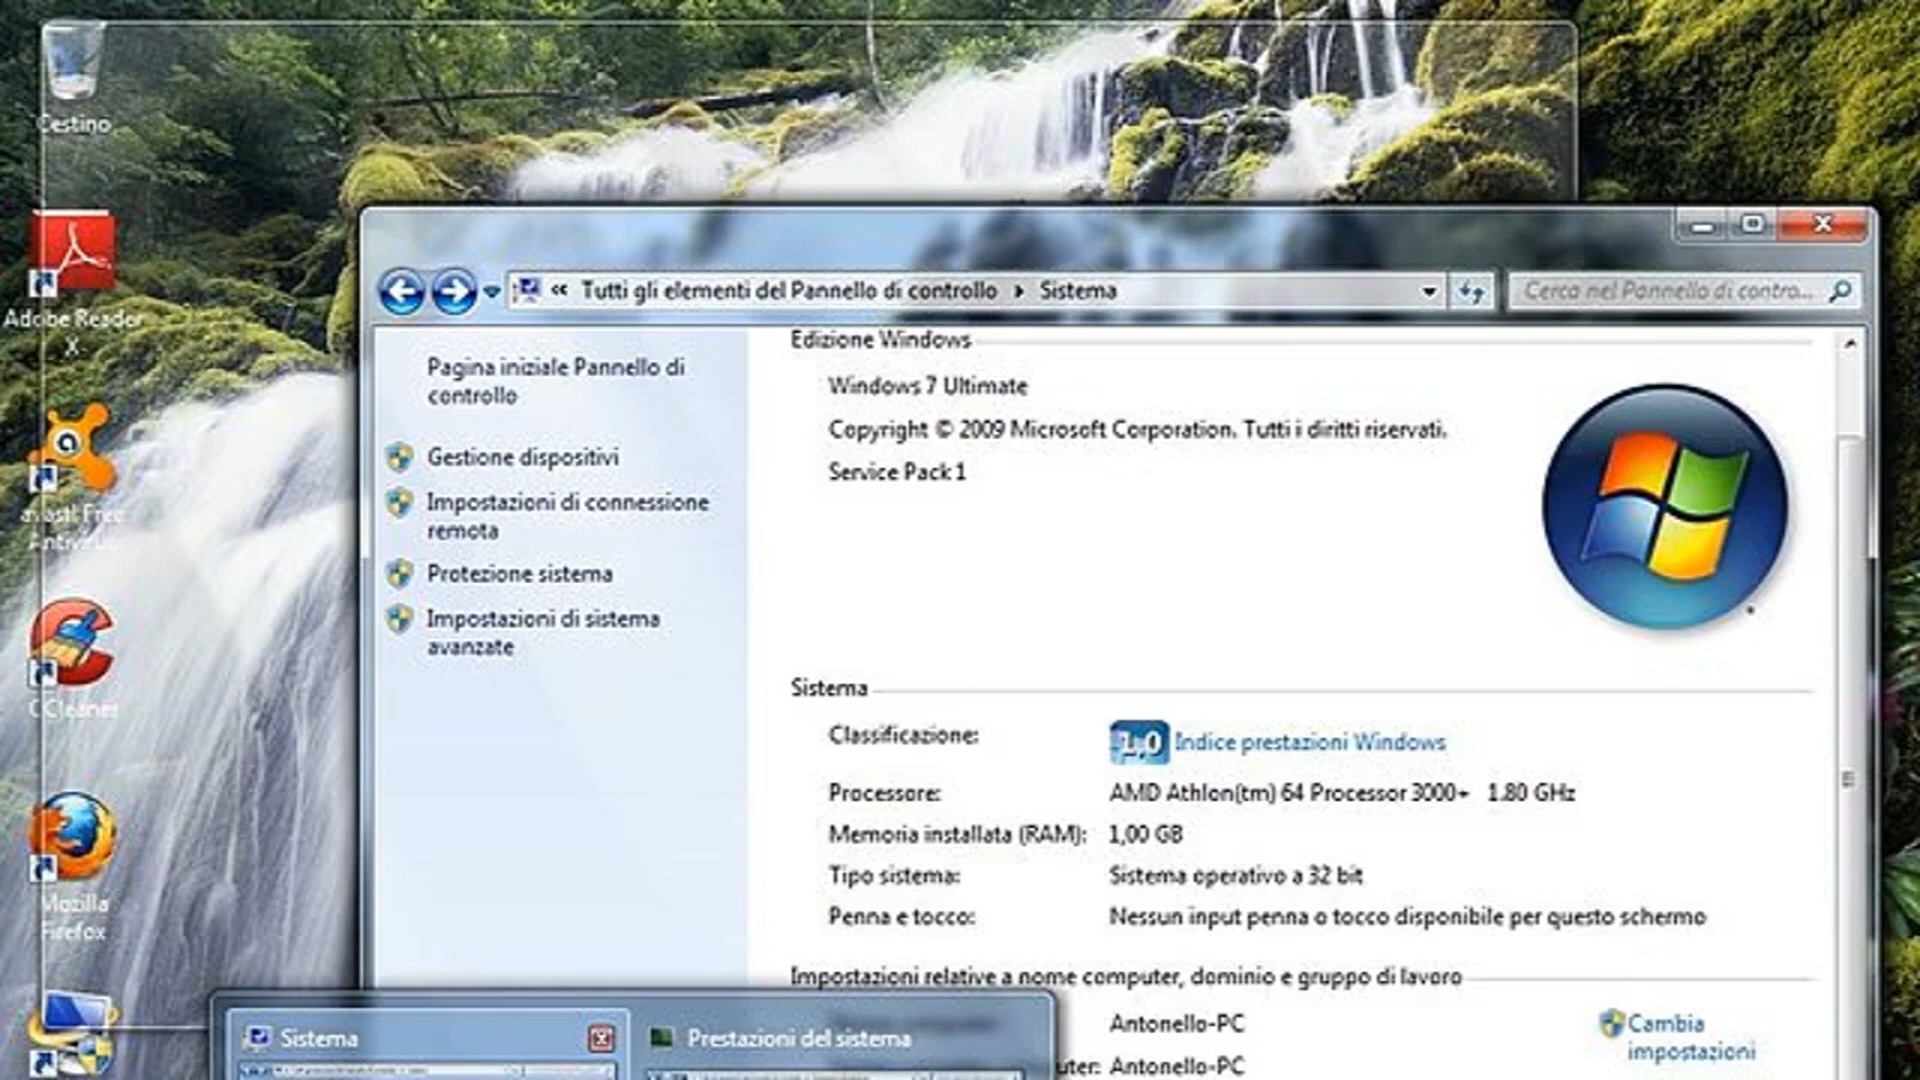 Cestino
Adobe Reader
X
avast! Free
CCleaner
Mozilla
Firefox
« Tutti gli elementi del Pannello di controllo ▸ Sistema
Cerca nel Pannello di contro...
Pagina iniziale Pannello di
controllo
Gestione dispositivi
Impostazioni di connessione
remota
Protezione sistema
Impostazioni di sistema
avanzate
Edizione Windows
Windows 7 Ultimate
Copyright © 2009 Microsoft Corporation. Tutti i diritti riservati.
Service Pack 1
Sistema
Classificazione:
1,0 Indice prestazioni Windows
Processore: AMD Athlon(tm) 64 Processor 3000+ 1.80 GHz
Memoria installata (RAM): 1,00 GB
Tipo sistema: Sistema operativo a 32 bit
Penna e tocco: Nessun input penna o tocco disponibile per questo schermo
Impostazioni relative a nome computer, dominio e gruppo di lavoro
Antonello-PC
uter: Antonello-PC
Cambia
impostazioni
Sistema
Prestazioni del sistema